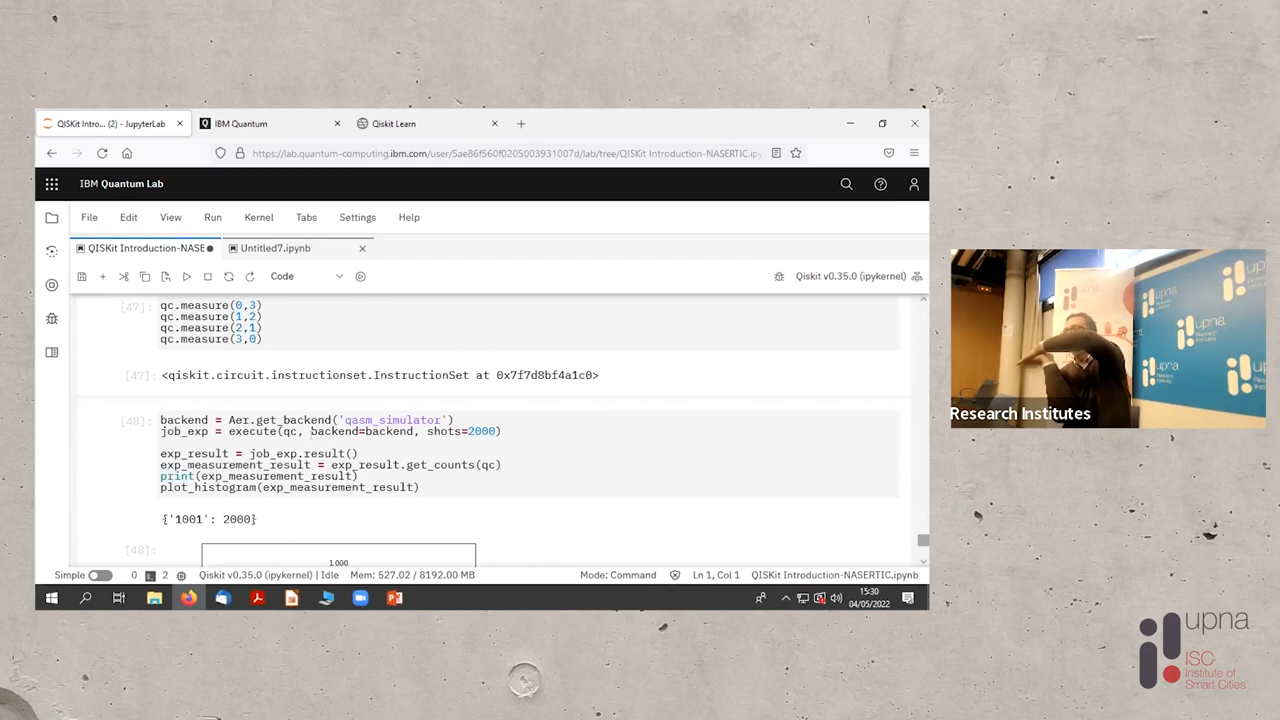 QISKit Intro... (2) - JupyterLab
IBM Quantum
Qiskit Learn
https://lab.quantum-computing.ibm.com/user/5ae86f560f0205003931007d/lab/tree/QISKit Introduction-NASERTIC.ipy
IBM Quantum Lab
File Edit View Run Kernel Tabs Settings Help
QISKit Introduction-NASE
Untitled7.ipynb
Code
Qiskit v0.35.0 (ipykernel)
[47]:
qc.measure(0,3)
qc.measure(1,2)
qc.measure(2,1)
qc.measure(3,0)
[47]: <qiskit.circuit.instructionset.InstructionSet at 0x7f7d8bf4a1c0>
[48]: backend = Aer.get_backend('qasm_simulator')
job_exp = execute(qc, backend=backend, shots=2000)
exp_result = job_exp.result()
exp_measurement_result = exp_result.get_counts(qc)
print(exp_measurement_result)
plot_histogram(exp_measurement_result)
{'1001': 2000}
[48]:
1.000
Simple 0 2 Qiskit v0.35.0 (ipykernel) | Idle Mem: 527.02 / 8192.00 MB Mode: Command Ln 1, Col 1 QISKit Introduction-NASERTIC.ipynb
15:30
04/05/2022
upna
Research Institutes
upna
ISC
Institute of
Smart Cities